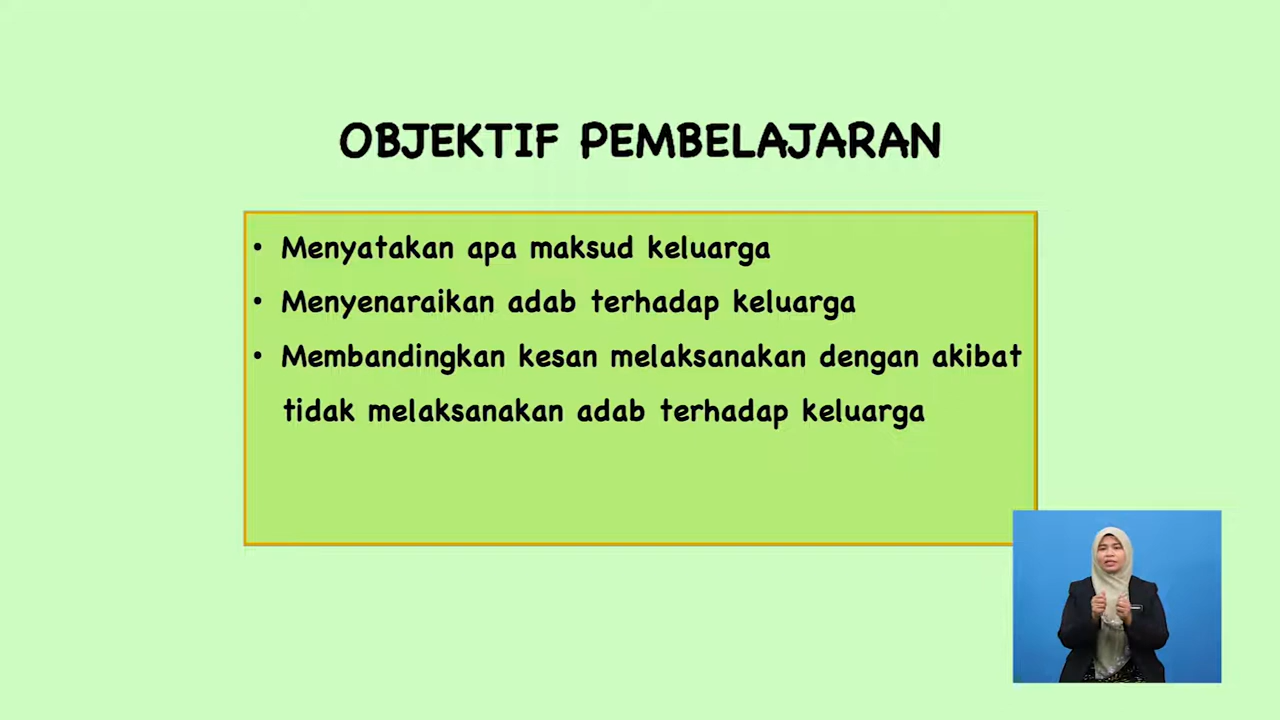 OBJEKTIF PEMBELAJARAN
• Menyatakan apa maksud keluarga
• Menyenaraikan adab terhadap keluarga
• Membandingkan kesan melaksanakan dengan akibat
tidak melaksanakan adab terhadap keluarga